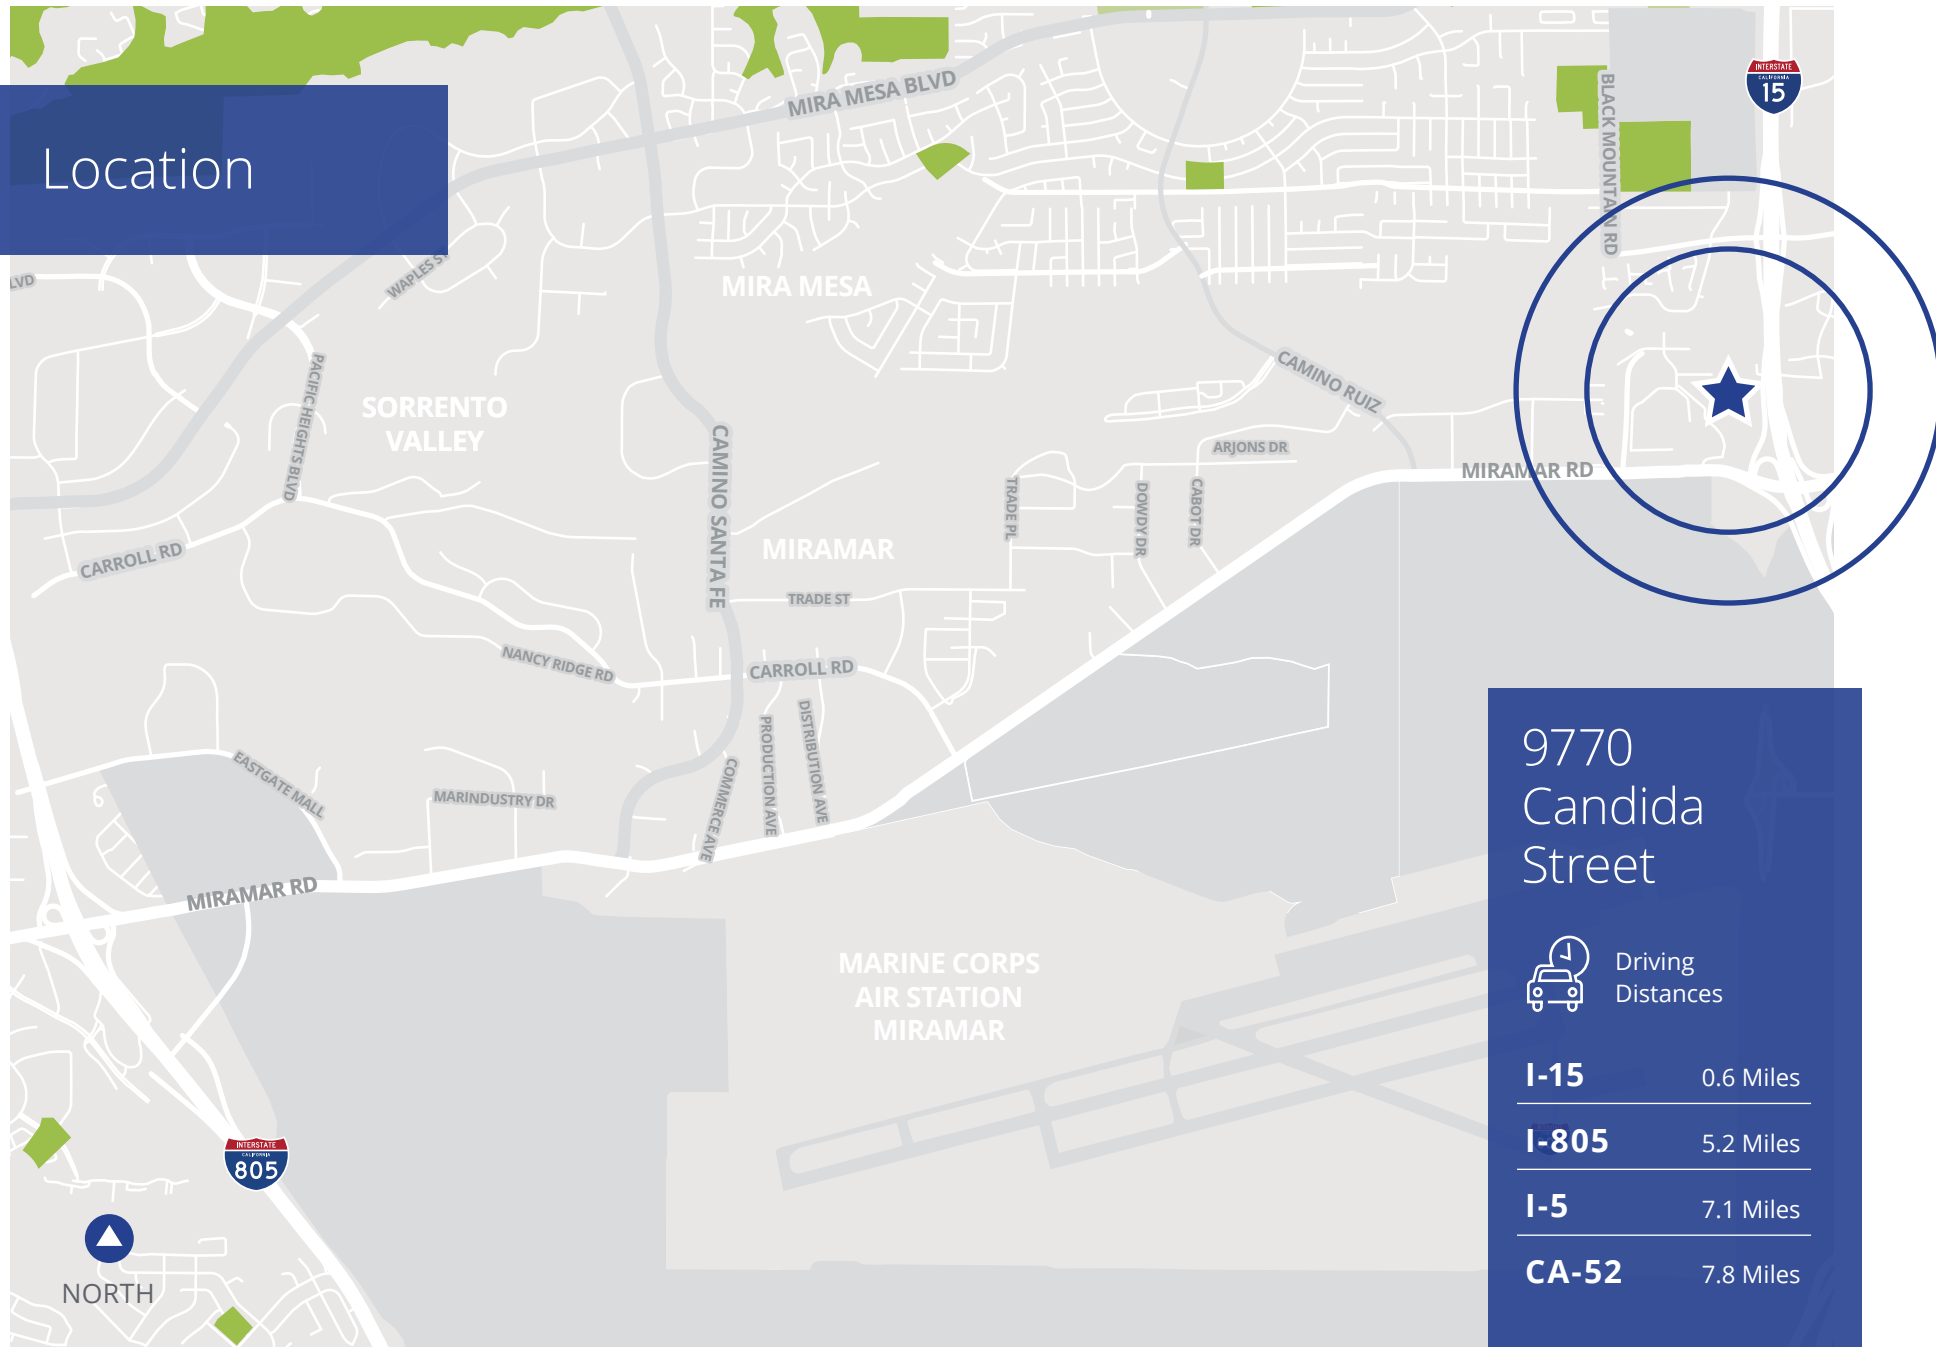 Location
MIRA MESA BLVD
BLACK MOUNTAIN RD
INTERSTATE
CALIFORNIA
15
LVD
WAPLES ST
MIRA MESA
PACIFIC HEIGHTS BLVD
SORRENTO
VALLEY
CAMINO RUIZ
CAMINO SANTA FE
ARJONS DR
MIRAMAR RD
TRADE PL
DOWDY DR
CABOT DR
CARROLL RD
MIRAMAR
TRADE ST
NANCY RIDGE RD
CARROLL RD
PRODUCTION AVE
DISTRIBUTION AVE
COMMERCE AVE
EASTGATE MALL
MARINDUSTRY DR
MIRAMAR RD
MARINE CORPS
AIR STATION
MIRAMAR
INTERSTATE
CALIFORNIA
805
NORTH
9770
Candida
Street
Driving
Distances
I-15 0.6 Miles
I-805 5.2 Miles
I-5 7.1 Miles
CA-52 7.8 Miles